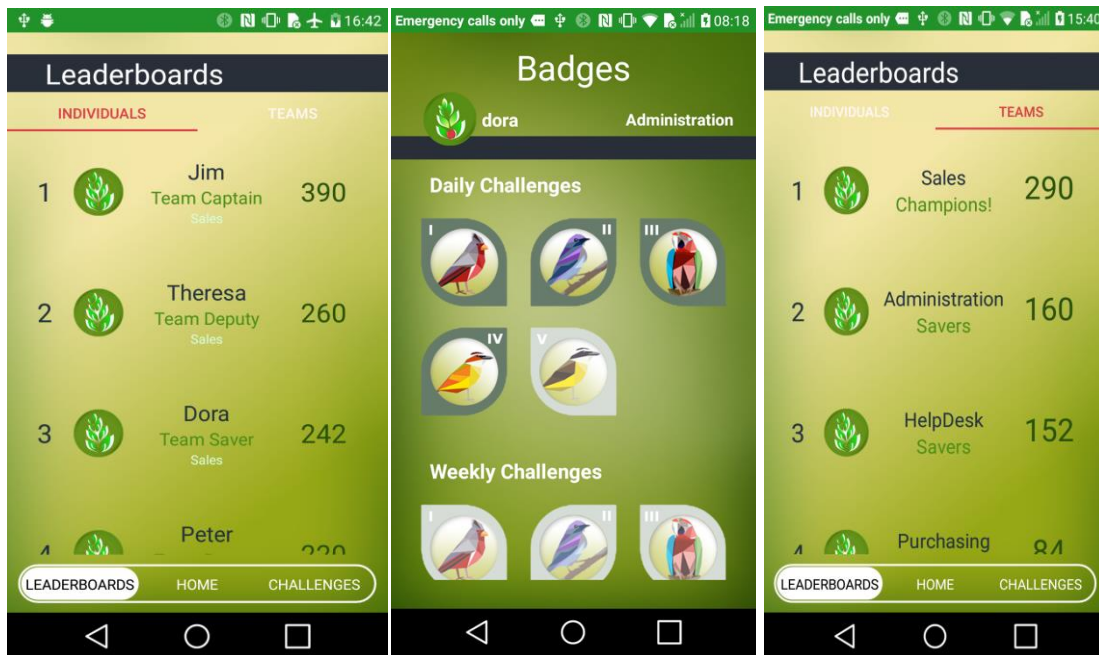 16:42
Leaderboards
INDIVIDUALS TEAMS
1 Jim 390
Team Captain
Sales
2 Theresa 260
Team Deputy
Sales
3 Dora 242
Team Saver
Sales
Peter
LEADERBOARDS HOME CHALLENGES
Emergency calls only 08:18
Badges
dora Administration
Daily Challenges
I II III
IV V
Weekly Challenges
I II III
Emergency calls only 15:40
Leaderboards
INDIVIDUALS TEAMS
1 Sales 290
Champions!
2 Administration 160
Savers
3 HelpDesk 152
Savers
4 Purchasing 84
LEADERBOARDS HOME CHALLENGES